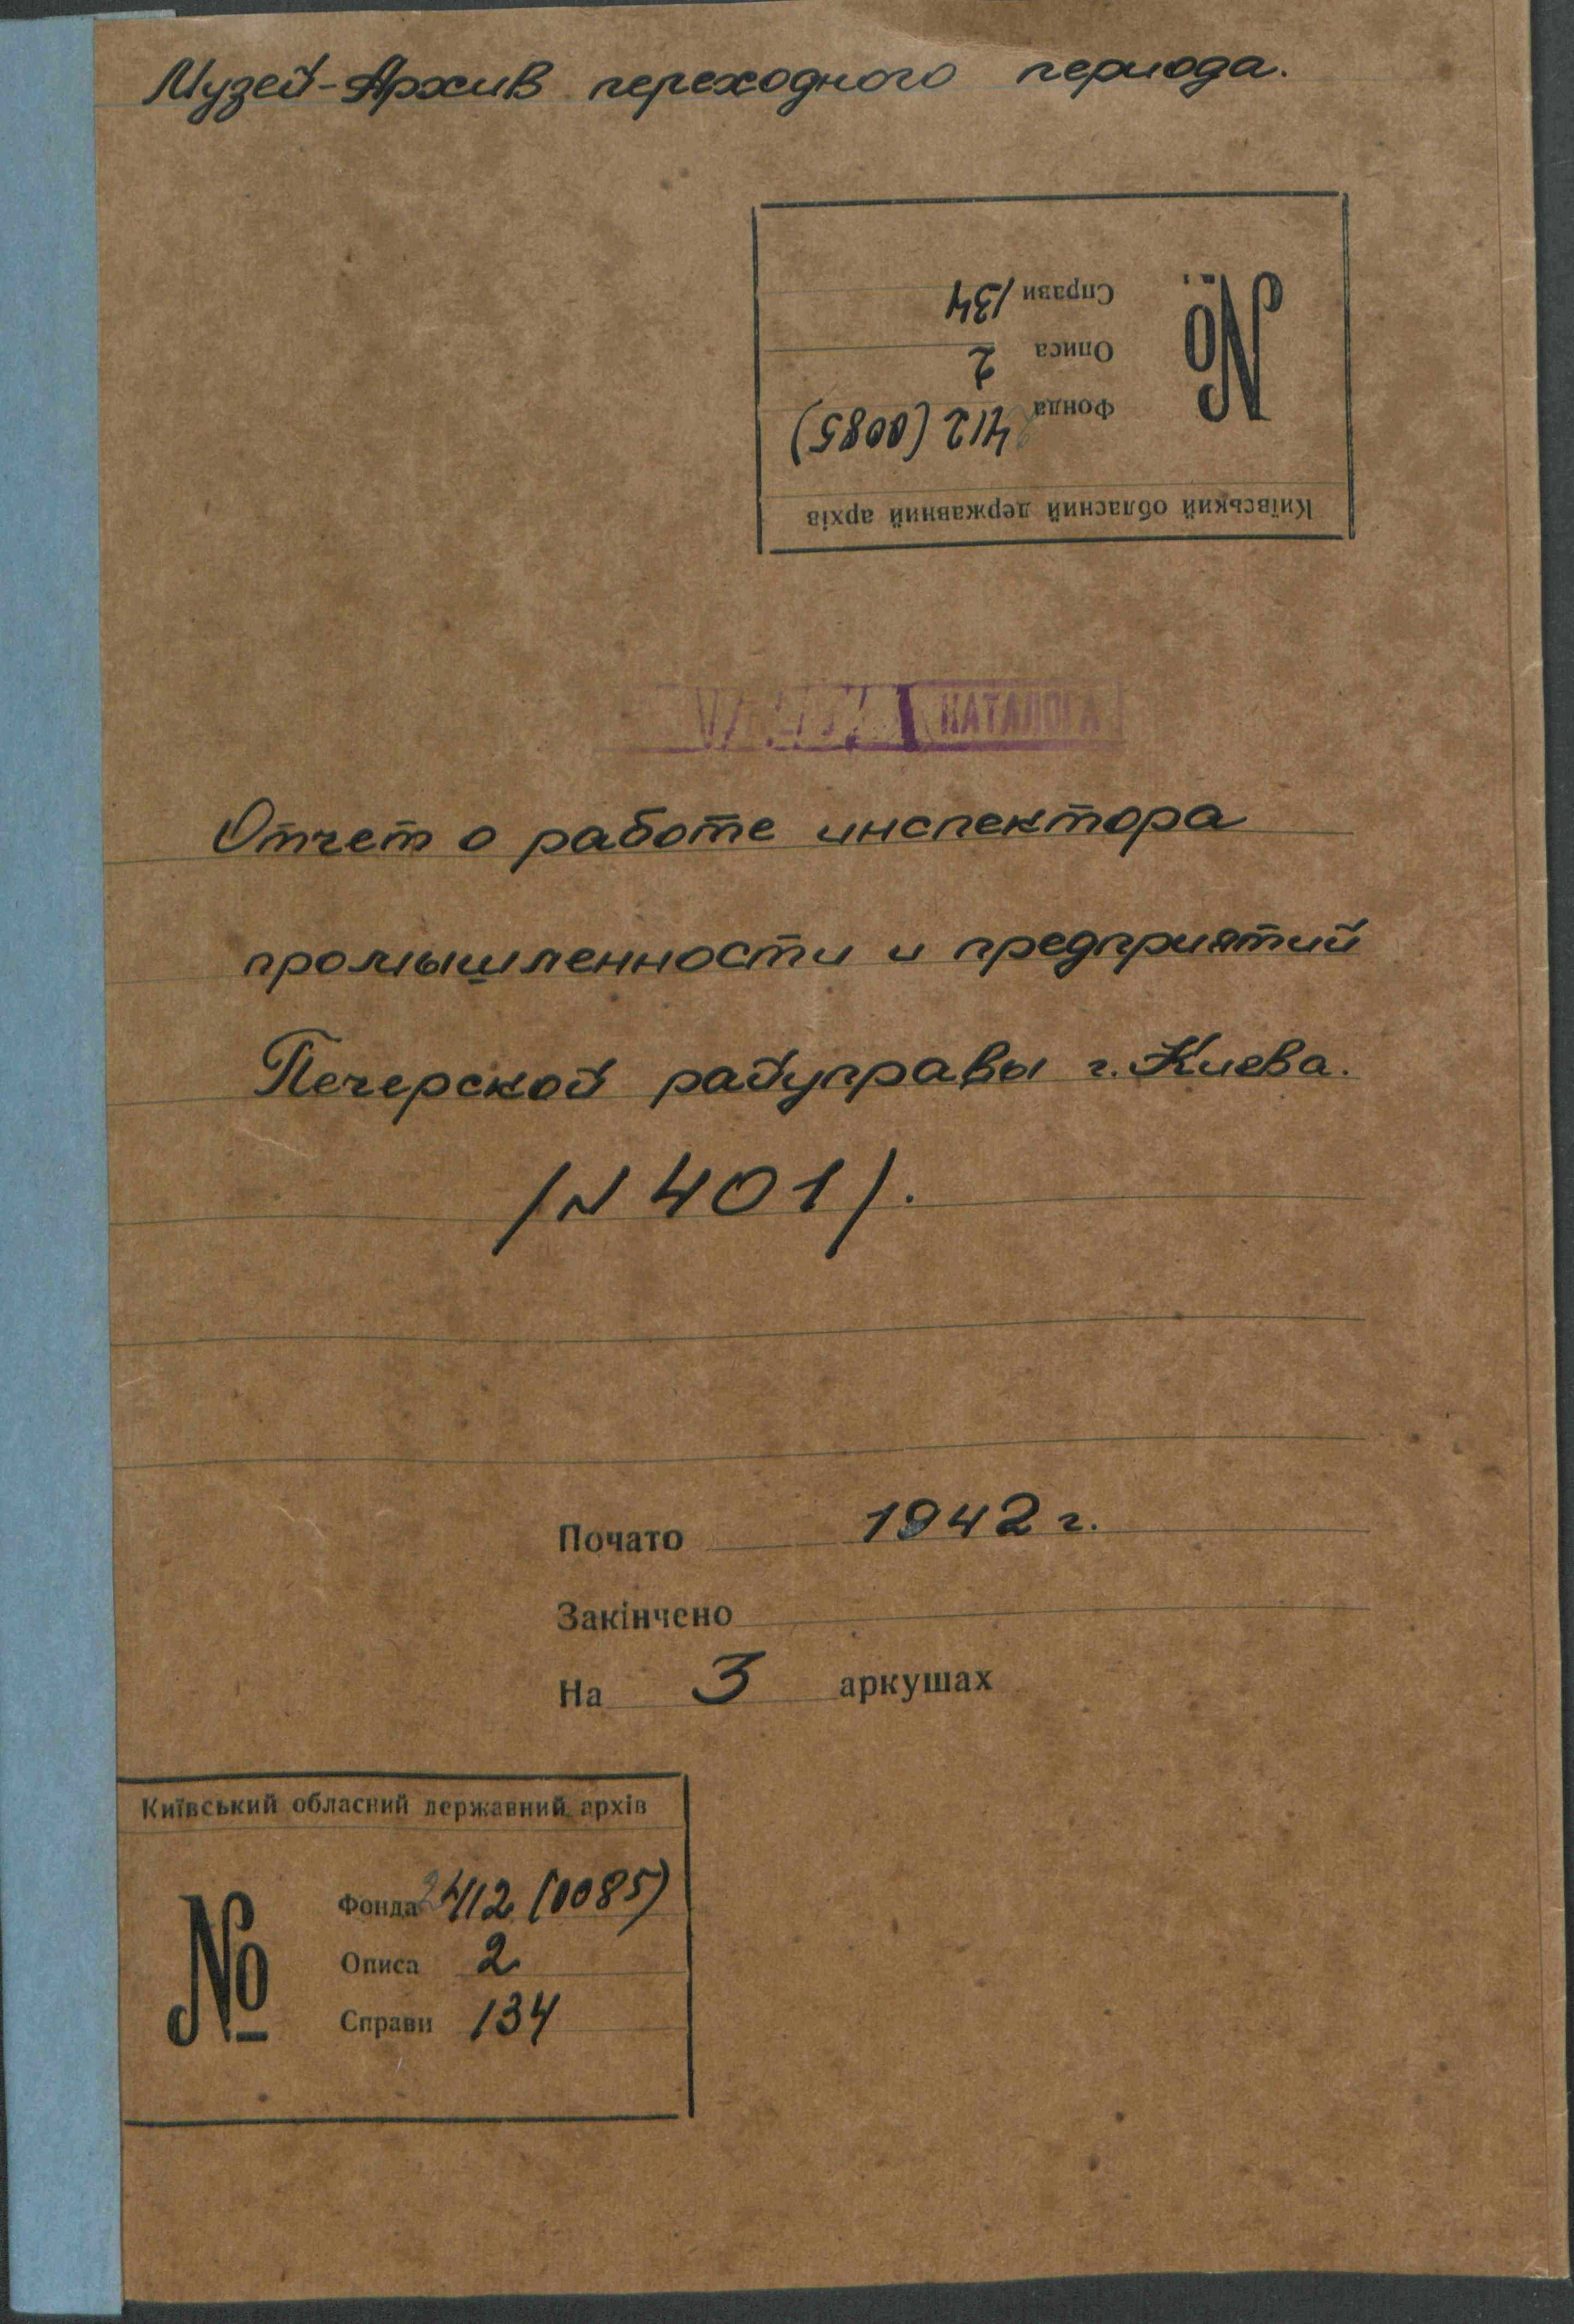 Музей-Архив переходного периода.
Київський обласний державний архів
№
Фонда 2412 (0085)
Описа 2
Справи 134
КАТАЛОГА
Отчет о работе инспектора
промышленности и предприятий
Печерской райуправы г. Киева.
/N 401/.
Почато 1942 г.
Закінчено
На 3 аркушах
Київський обласний державний архів
№
Фонда 2412 (0085)
Описа 2
Справи 134